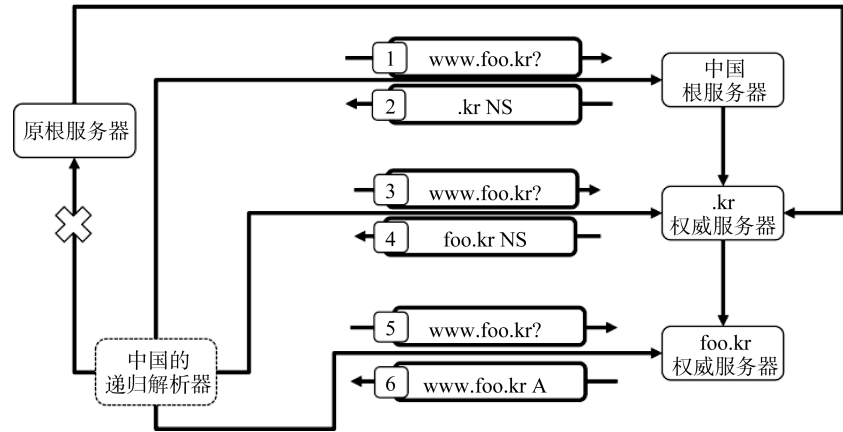 1
www.foo.kr?
2
.kr NS
中国
根服务器
原根服务器
3
www.foo.kr?
4
foo.kr NS
.kr
权威服务器
5
www.foo.kr?
6
www.foo.kr A
foo.kr
权威服务器
中国的
递归解析器